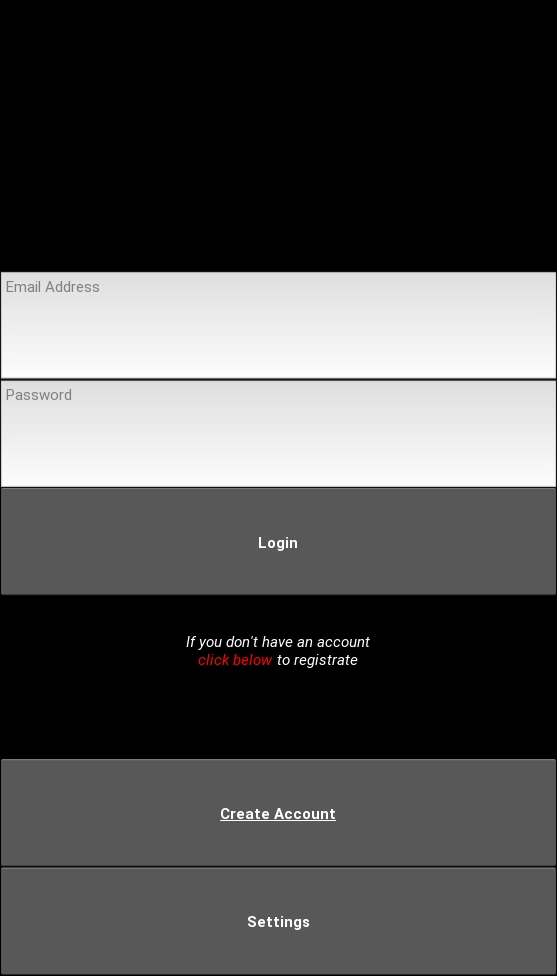 Email Address
Password
Login
If you don't have an account
click below to registrate
Create Account
Settings